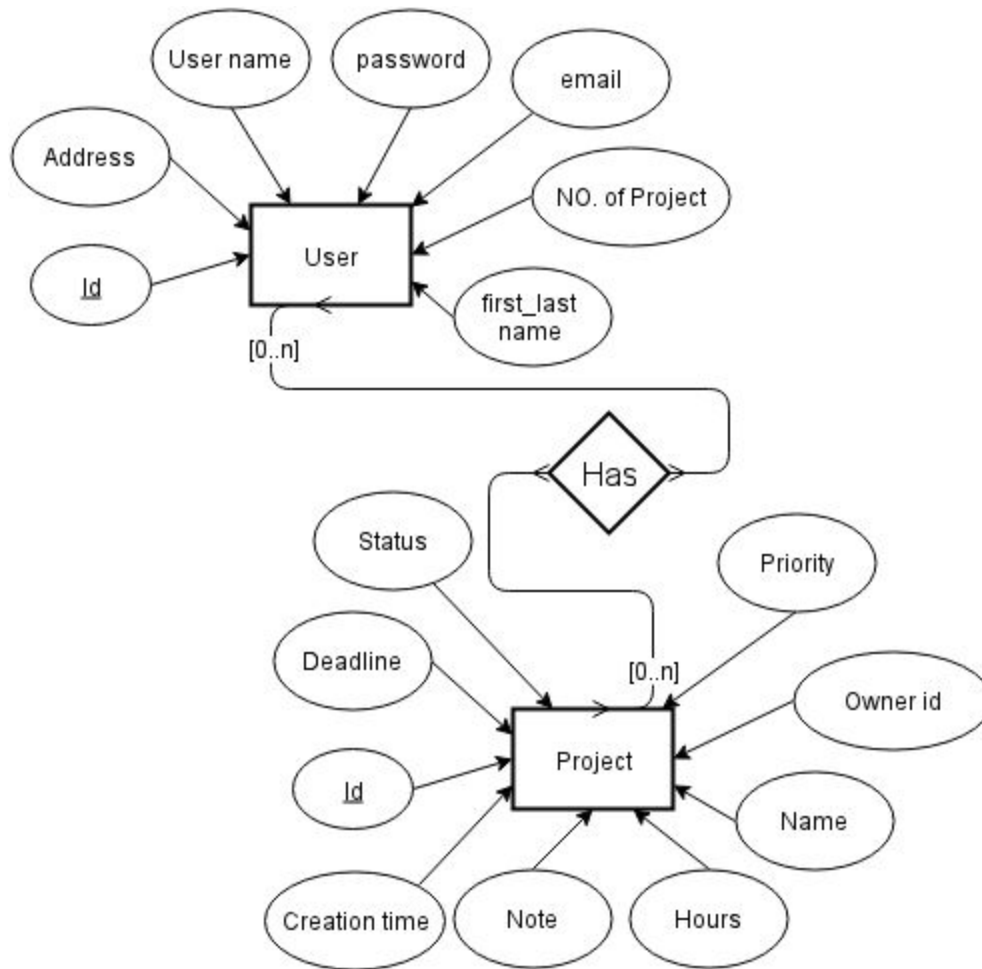 User name
password
email
Address
NO. of Project
User
Id
first_last
name
[0..n]
Has
Status
Priority
Deadline
[0..n]
Owner id
Project
Id
Name
Creation time
Note
Hours